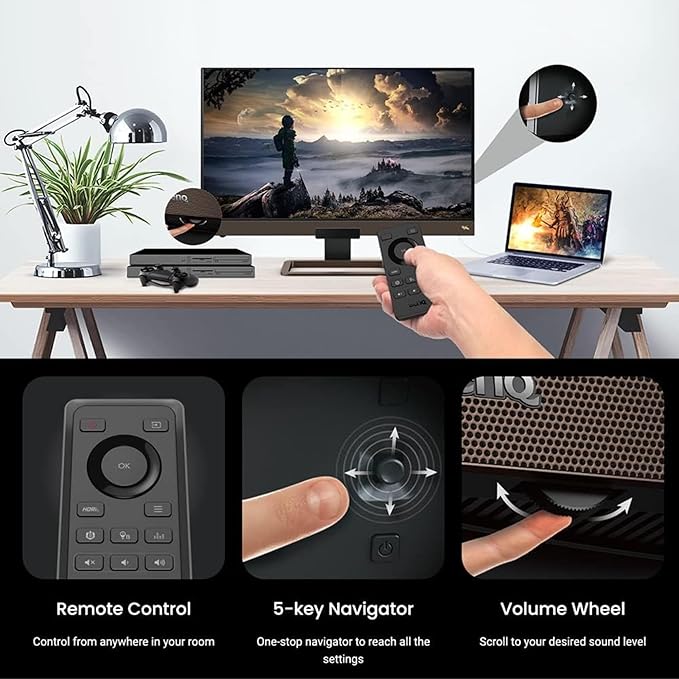 OK
HDRi
Remote Control
Control from anywhere in your room
5-key Navigator
One-stop navigator to reach all the
settings
Volume Wheel
Scroll to your desired sound level